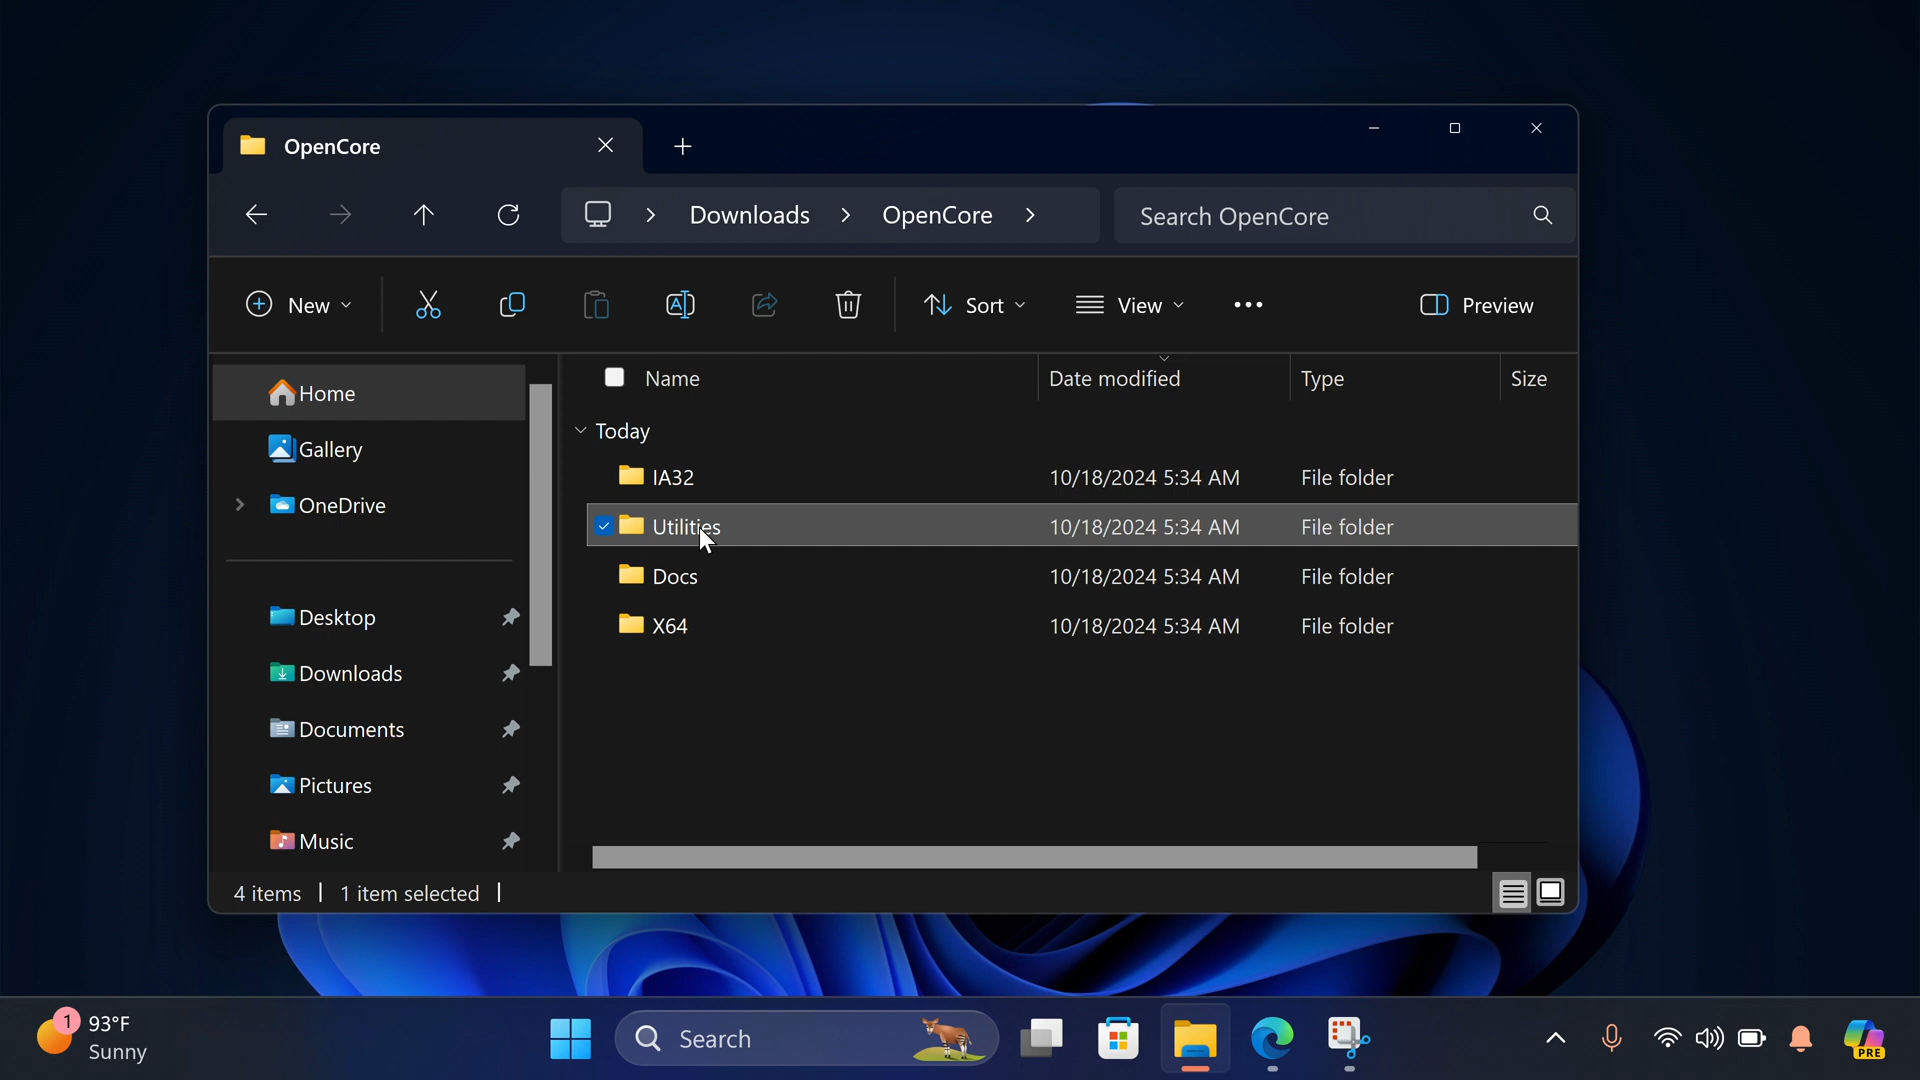 OpenCore
Downloads OpenCore Search OpenCore
New Sort View Preview
Name Date modified Type Size
Today
IA32 10/18/2024 5:34 AM File folder
Utilities 10/18/2024 5:34 AM File folder
Docs 10/18/2024 5:34 AM File folder
X64 10/18/2024 5:34 AM File folder
Home
Gallery
OneDrive
Desktop
Downloads
Documents
Pictures
Music
4 items 1 item selected
1 93°F
Sunny
Search
PRE